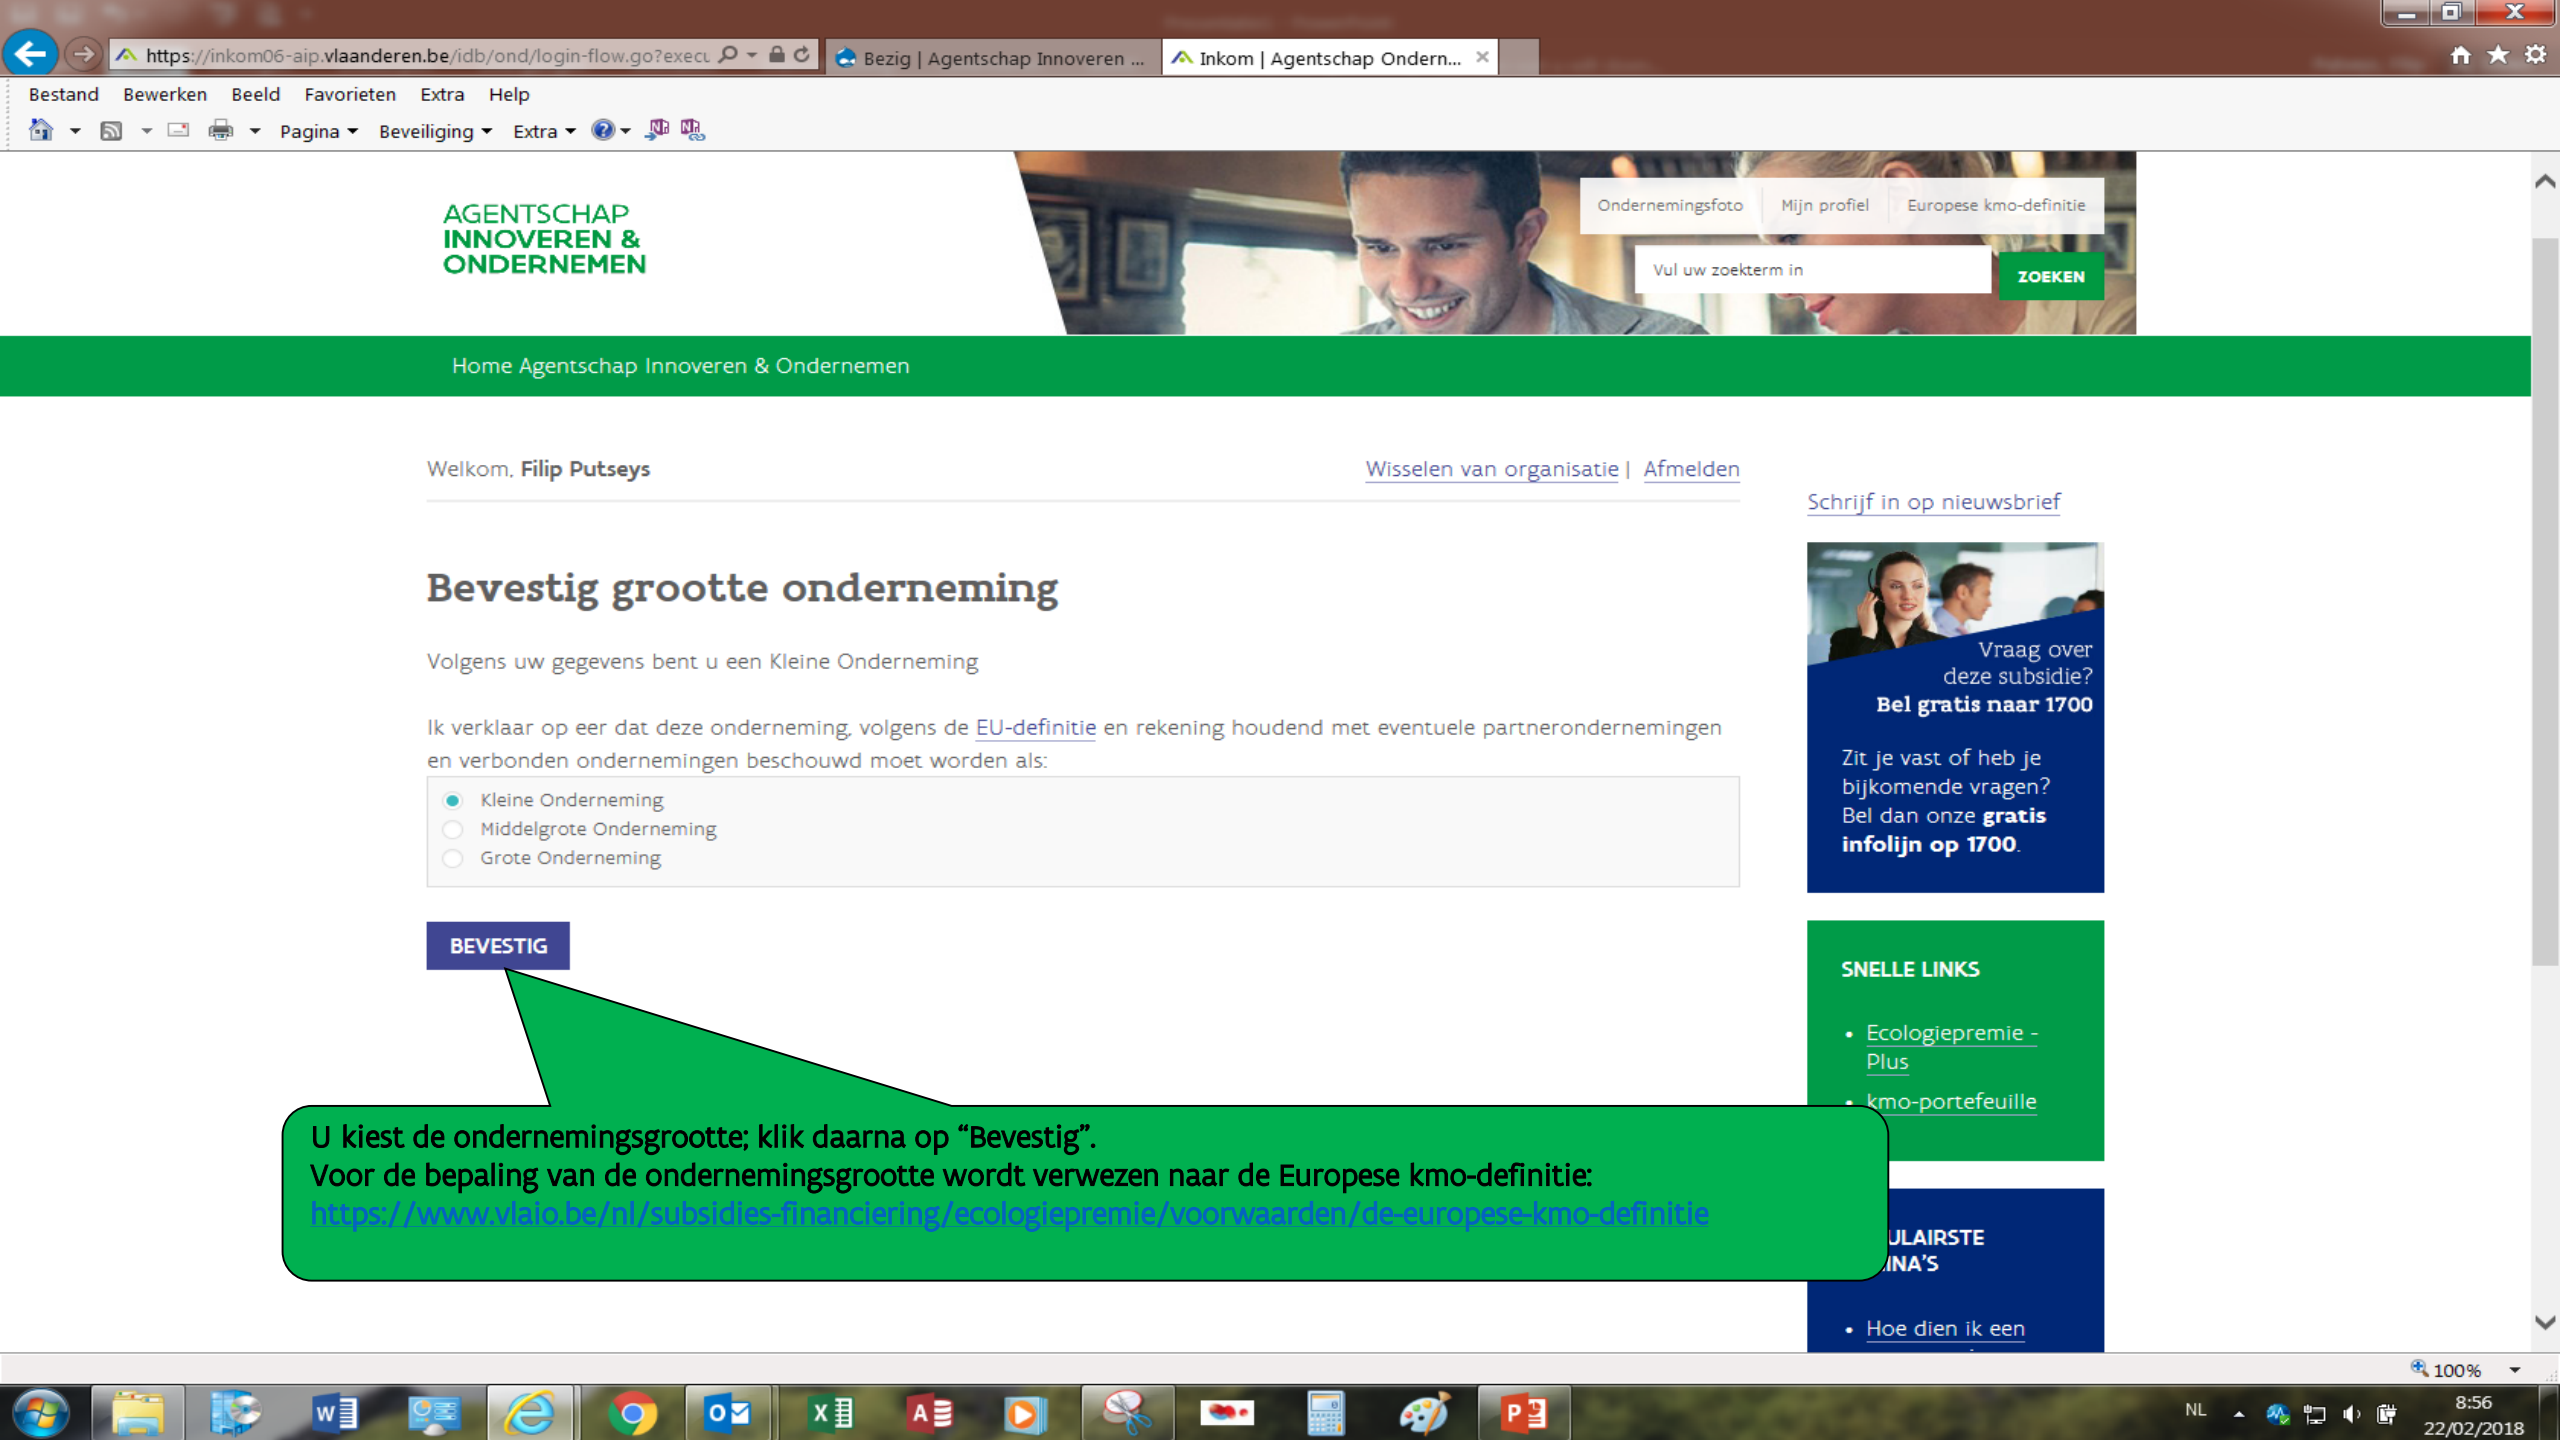 https://inkom06-aip.vlaanderen.be/idb/ond/login-flow.go?execu
Bezig | Agentschap Innoveren ...
Inkom | Agentschap Ondern...
Bestand Bewerken Beeld Favorieten Extra Help
Pagina Beveiliging Extra
AGENTSCHAP
INNOVEREN &
ONDERNEMEN
Ondernemingsfoto Mijn profiel Europese kmo-definitie
Vul uw zoekterm in
ZOEKEN
Home Agentschap Innoveren & Ondernemen
Welkom, Filip Putseys
Wisselen van organisatie | Afmelden
Bevestig grootte onderneming
Volgens uw gegevens bent u een Kleine Onderneming
Ik verklaar op eer dat deze onderneming, volgens de EU-definitie en rekening houdend met eventuele partnerondernemingen
en verbonden ondernemingen beschouwd moet worden als:
Kleine Onderneming
Middelgrote Onderneming
Grote Onderneming
BEVESTIG
U kiest de ondernemingsgrootte; klik daarna op “Bevestig”.
Voor de bepaling van de ondernemingsgrootte wordt verwezen naar de Europese kmo-definitie:
https://www.vlaio.be/nl/subsidies-financiering/ecologiepremie/voorwaarden/de-europese-kmo-definitie
Schrijf in op nieuwsbrief
Vraag over
deze subsidie?
Bel gratis naar 1700
Zit je vast of heb je
bijkomende vragen?
Bel dan onze gratis
infolijn op 1700.
SNELLE LINKS
• Ecologiepremie -
Plus
• kmo-portefeuille
ULAIRSTE
INA'S
• Hoe dien ik een
100%
NL
8:56
22/02/2018